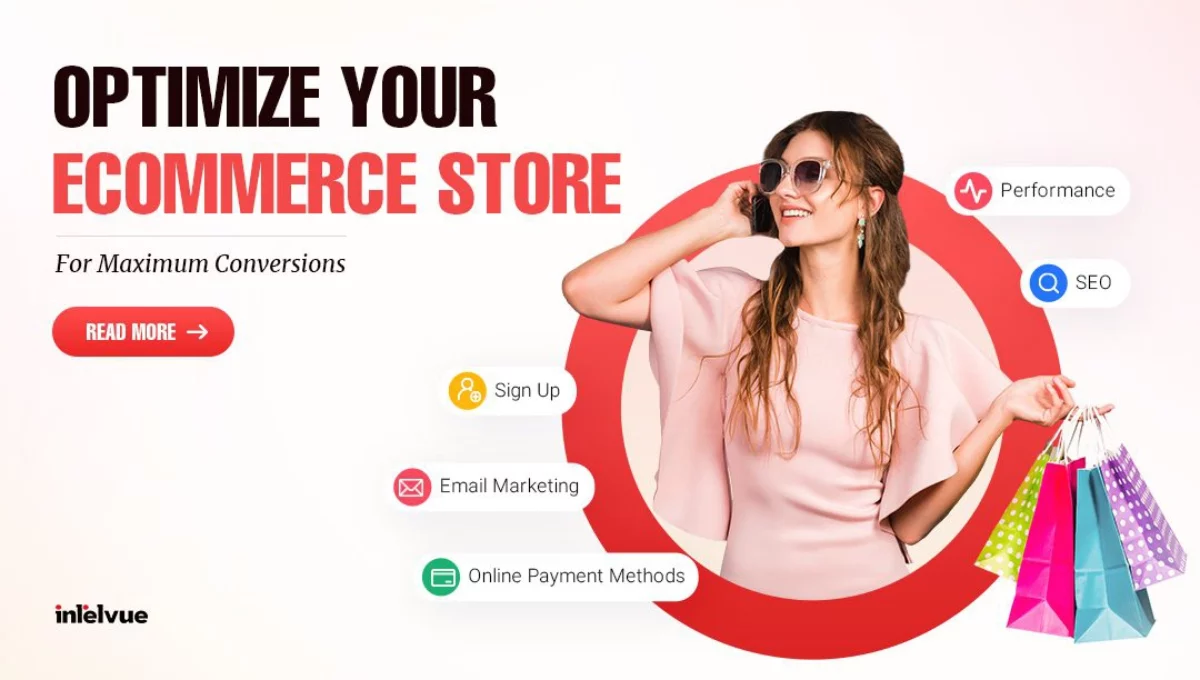 OPTIMIZE YOUR
ECOMMERCE STORE
For Maximum Conversions
READ MORE
Performance
SEO
Sign Up
Email Marketing
Online Payment Methods
intelvue